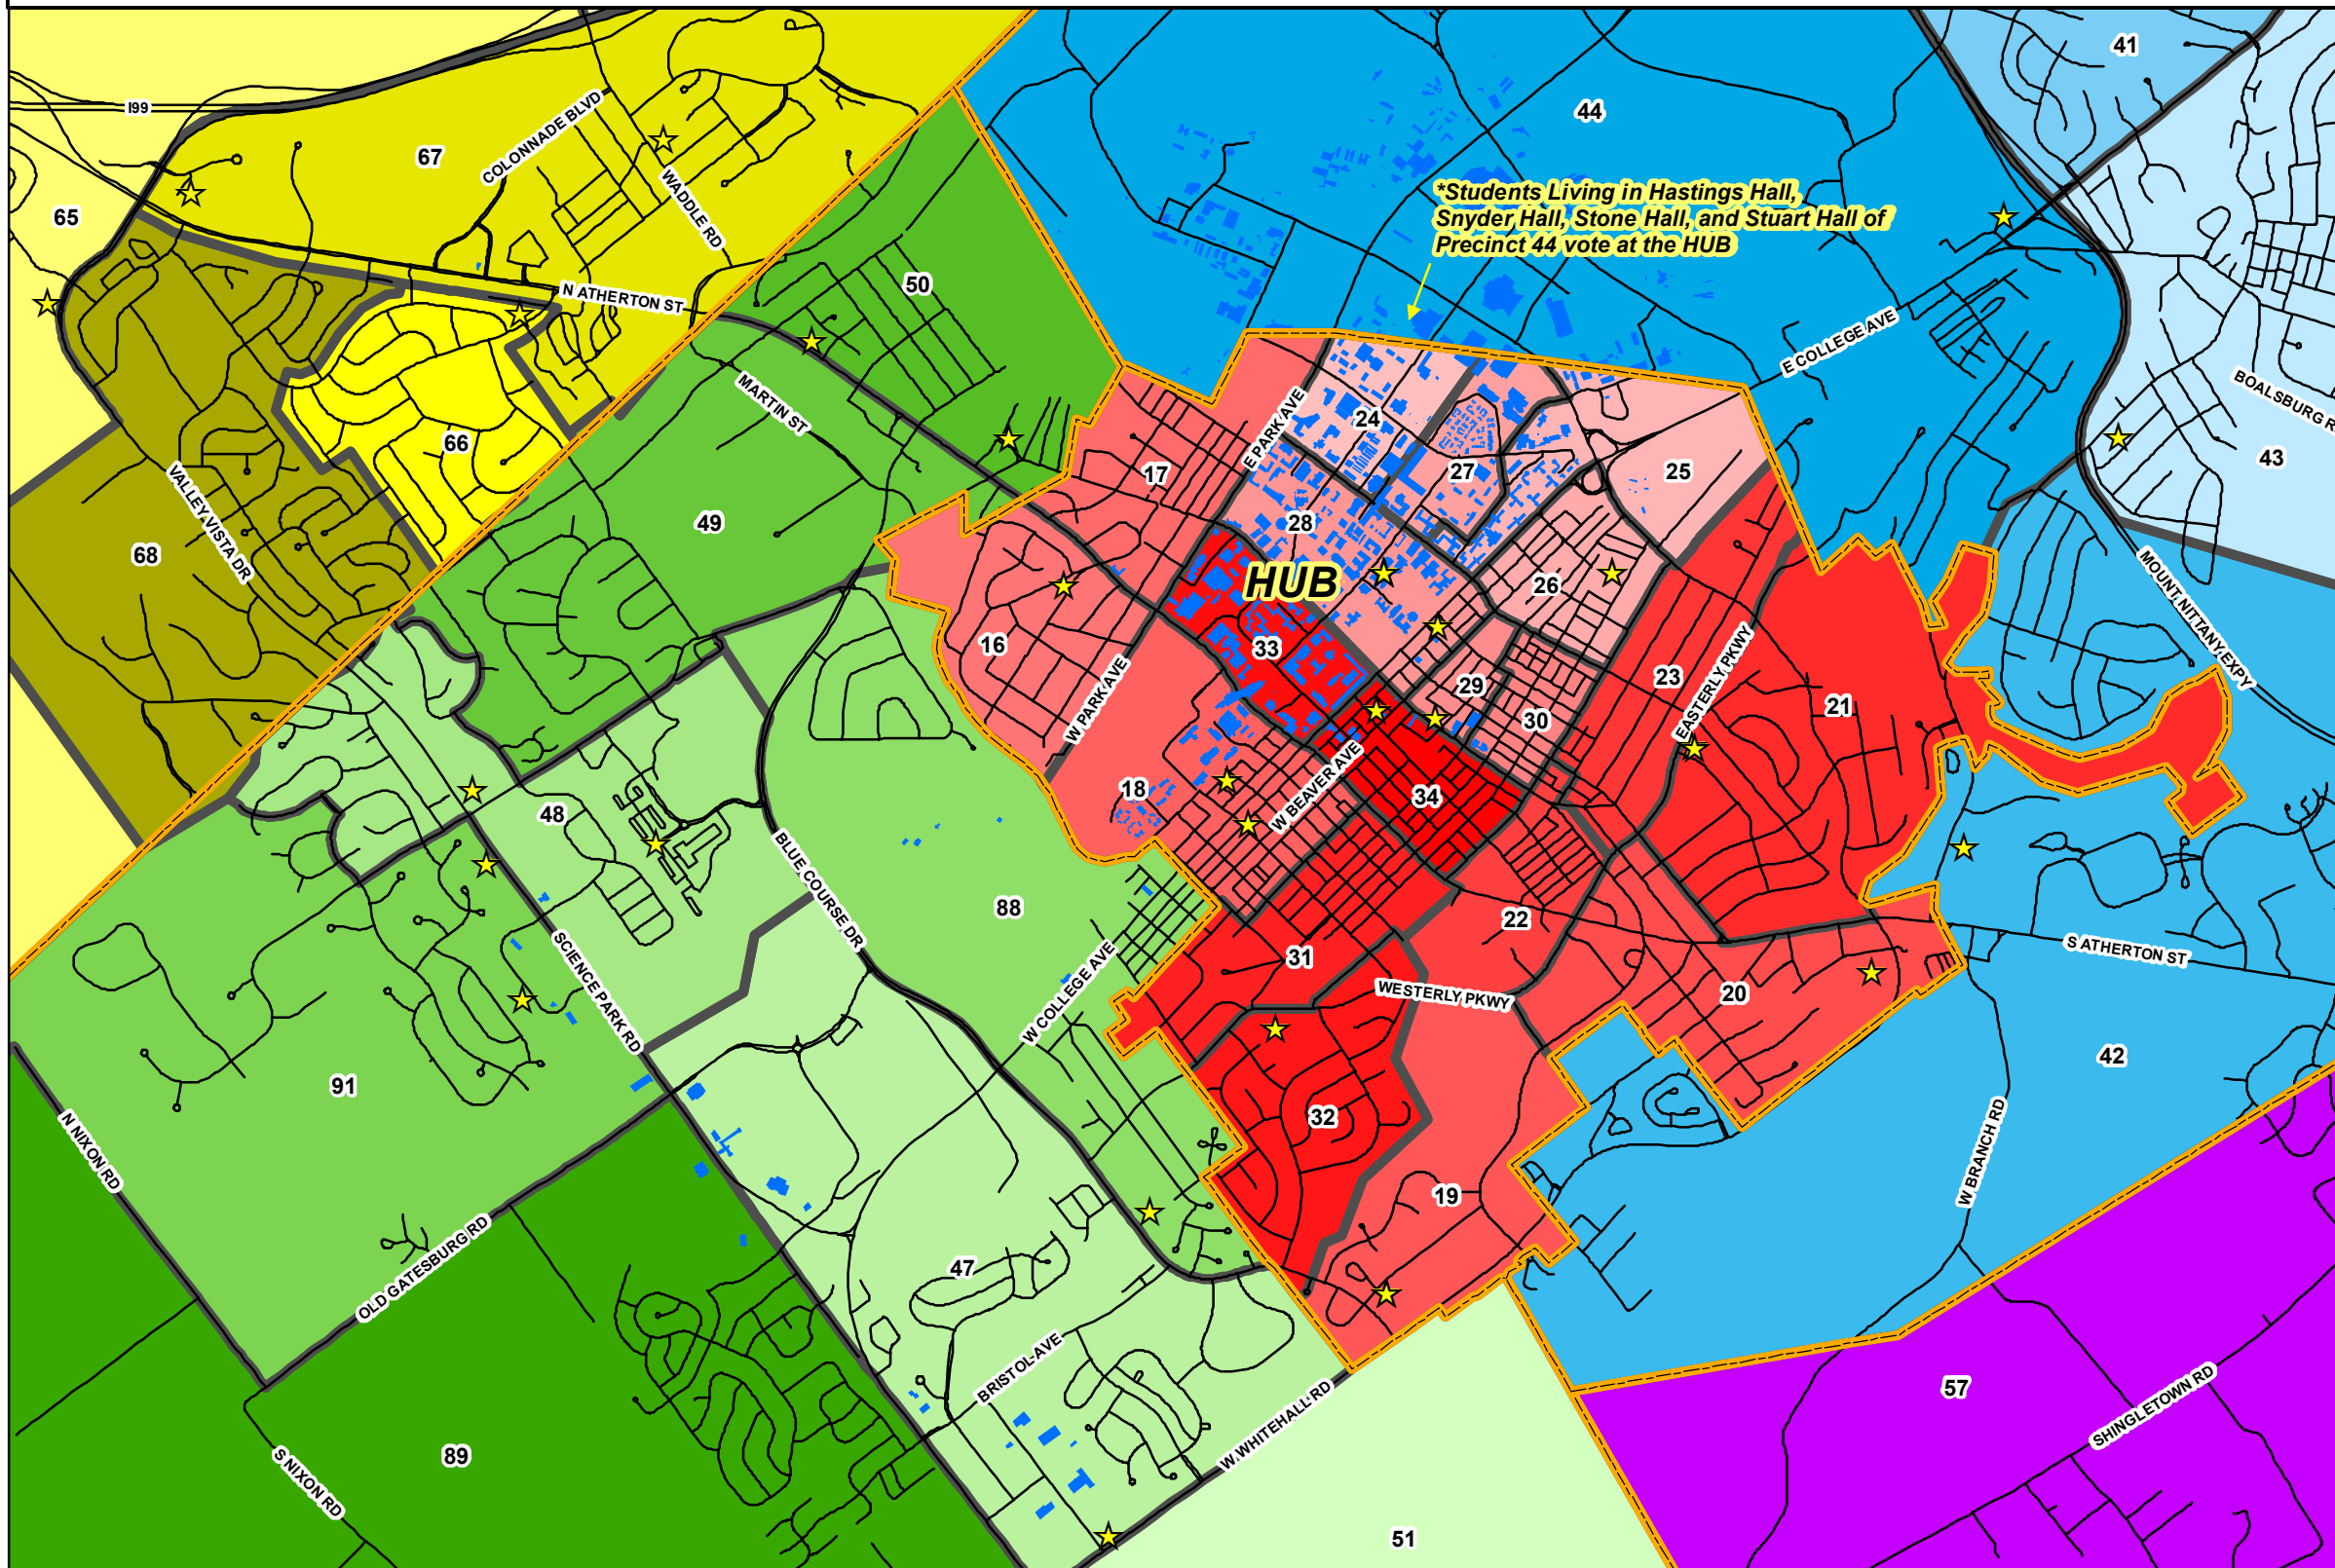 41
I99
44
COLONNADE BLVD
67
WADDLE RD
*Students Living in Hastings Hall,
Snyder Hall, Stone Hall, and Stuart Hall of
Precinct 44 vote at the HUB
65
50
N ATHERTON ST
E COLLEGE AVE
MARTIN ST
BOALSBURG R
E PARK AVE
24
66
17
27
25
43
VALLEY VISTA DR
49
28
68
HUB
26
MOUNT NITTANY EXPY
16
33
23
EASTERLY PKWY
29
W PARK AVE
21
30
18
W BEAVER AVE
34
48
BLUE COURSE DR
88
22
S ATHERTON ST
SCIENCE PARK RD
W COLLEGE AVE
31
WESTERLY PKWY
20
42
91
32
N NIXON RD
W BRANCH RD
19
OLD GATESBURG RD
47
BRISTOL AVE
57
W. WHITEHALL RD
SHINGLETOWN RD
89
S NIXON RD
51